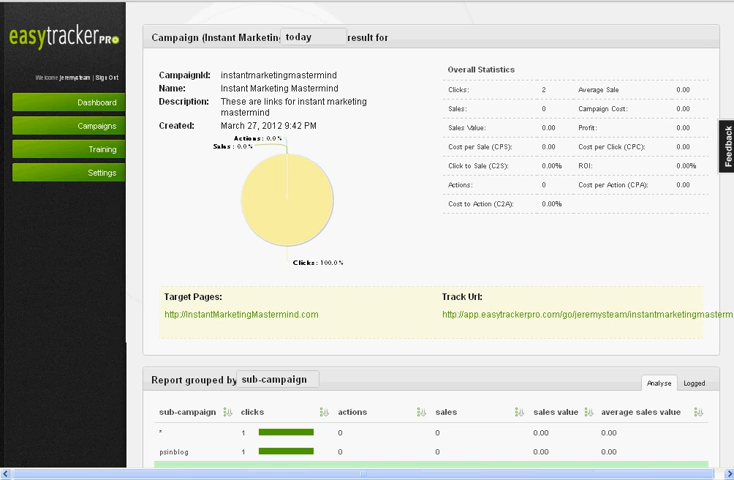 easytrackerPRO
Welcome jeremysteam | Sign Out
Dashboard
Campaigns
Training
Settings
Campaign (Instant Marketing today result for
CampaignId: instantmarketingmastermind
Name: Instant Marketing Mastermind
Description: These are links for instant marketing
mastermind
Created: March 27, 2012 9:42 PM
Actions: 0.0%
Sales: 0.0%
Clicks: 100.0%
Overall Statistics
Clicks: 2 Average Sale 0.00
Sales: 0 Campaign Cost: 0.00
Sales Value: 0.00 Profit: 0.00
Cost per Sale (CPS): 0.00 Cost per Click (CPC): 0.00
Click to Sale (C2S): 0.00% ROI: 0.00%
Actions: 0 Cost per Action (CPA): 0.00
Cost to Action (C2A): 0.00%
Feedback
Target Pages: Track Url:
http://InstantMarketingMastermind.com http://app.easytrackerpro.com/go/jeremysteam/instantmarketingmasterm
Report grouped by sub-campaign
Analyse Logged
sub-campaign clicks actions sales sales value average sales value
* 1 0 0 0.00 0.00
psinblog 1 0 0 0.00 0.00